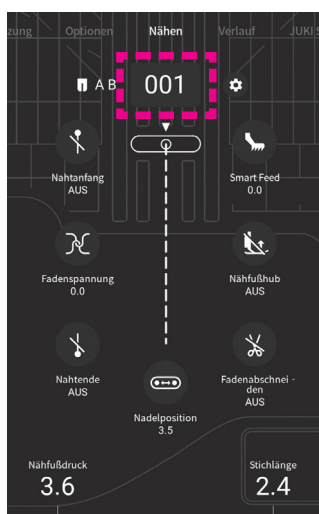 zung Optionen Nähen Verlauf JUKI S
A B 001
Nahtanfang
AUS
Smart Feed
0.0
Fadenspannung
0.0
Nähfußhub
AUS
Nahtende
AUS
Fadenabschnei -
den
AUS
Nadelposition
3.5
Nähfußdruck
3.6
Stichlänge
2.4